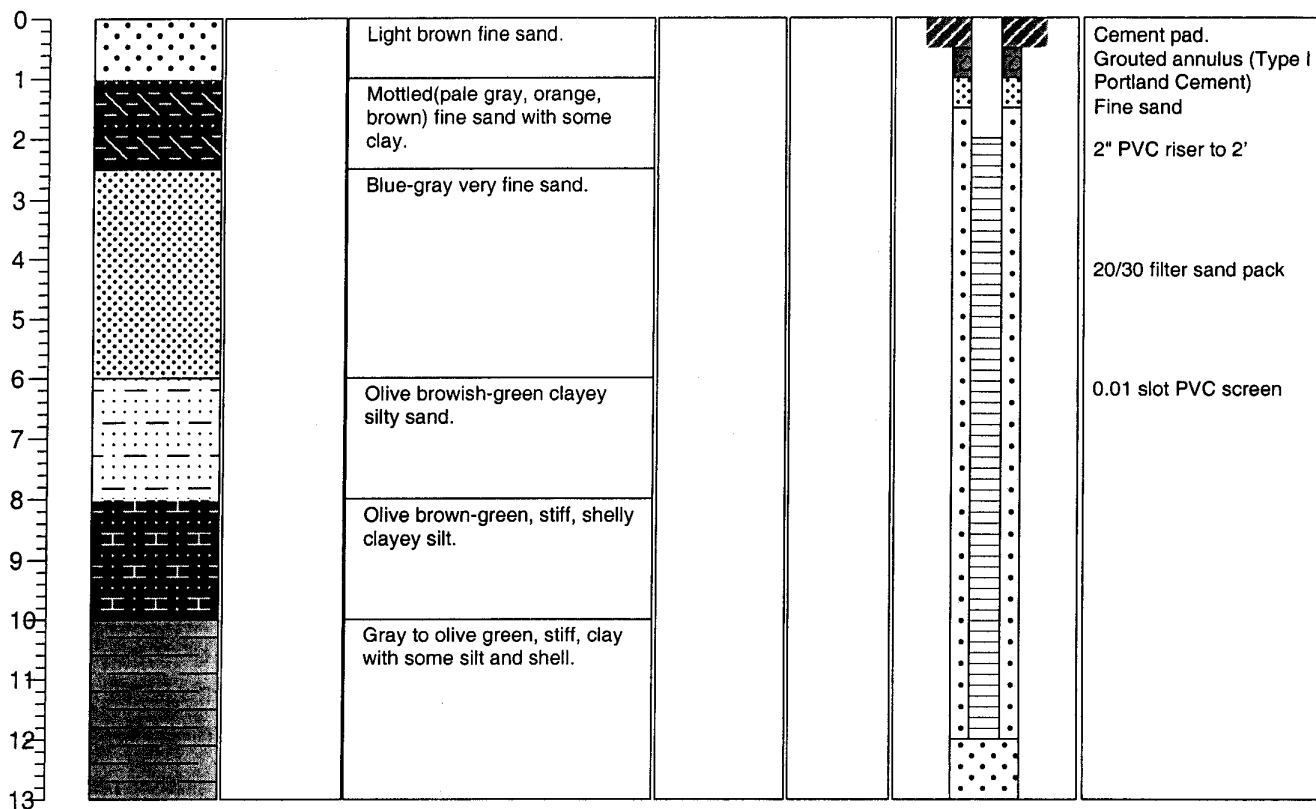 0
1
2
3
4
5
6
7
8
9
10
11
12
13
Light brown fine sand.
Mottled(pale gray, orange,
brown) fine sand with some
clay.
Blue-gray very fine sand.
Olive browish-green clayey
silty sand.
Olive brown-green, stiff, shelly
clayey silt.
Gray to olive green, stiff, clay
with some silt and shell.
Cement pad.
Grouted annulus (Type I
Portland Cement)
Fine sand
2" PVC riser to 2'
20/30 filter sand pack
0.01 slot PVC screen